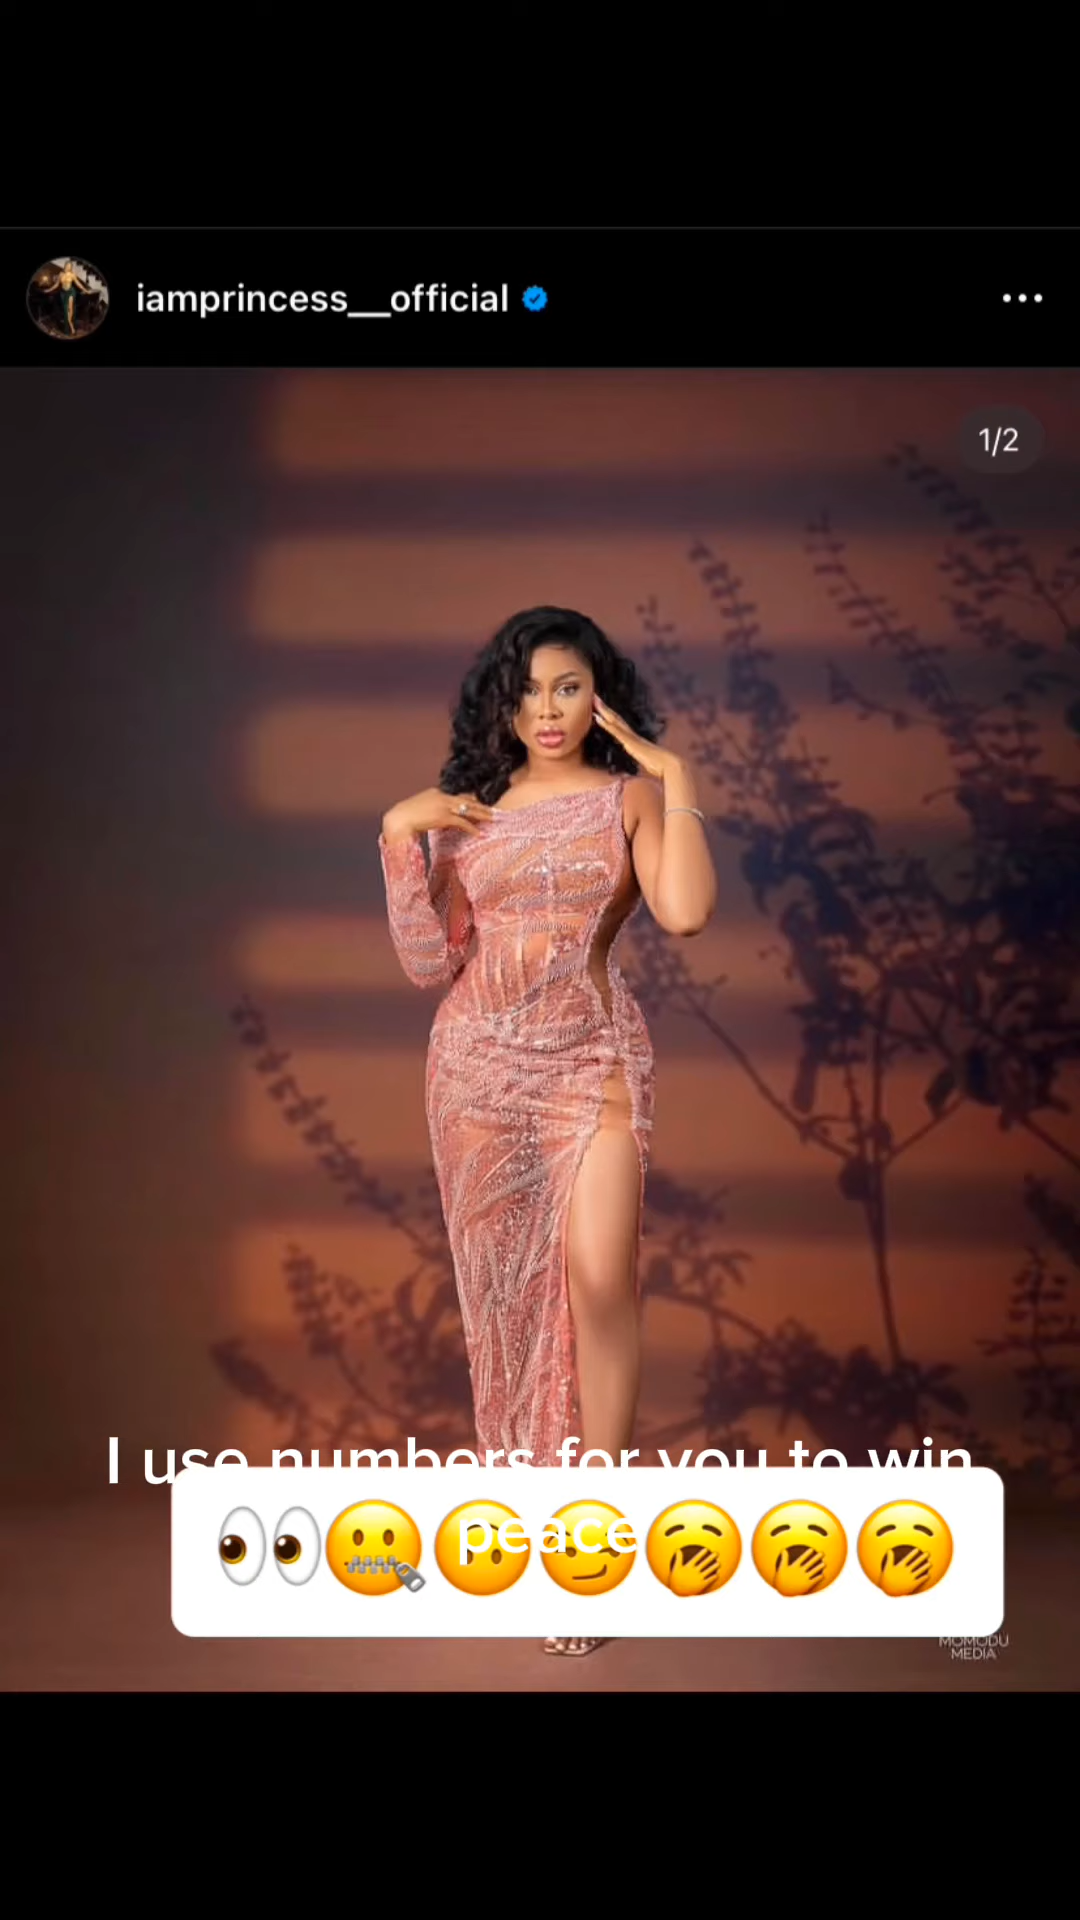 iamprincess__official
1/2
I use numbers for you to win
peace
MOMODU
MEDIA